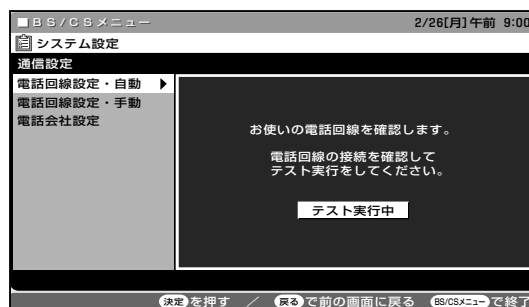 ■BS/CSメニュー 2/26[月]午前 9:00
システム設定
通信設定
電話回線設定・自動 ▶
電話回線設定・手動
電話会社設定
お使いの電話回線を確認します。
電話回線の接続を確認して
テスト実行をしてください。
テスト実行中
決定を押す ／ 戻るで前の画面に戻る BS/CSメニューで終了